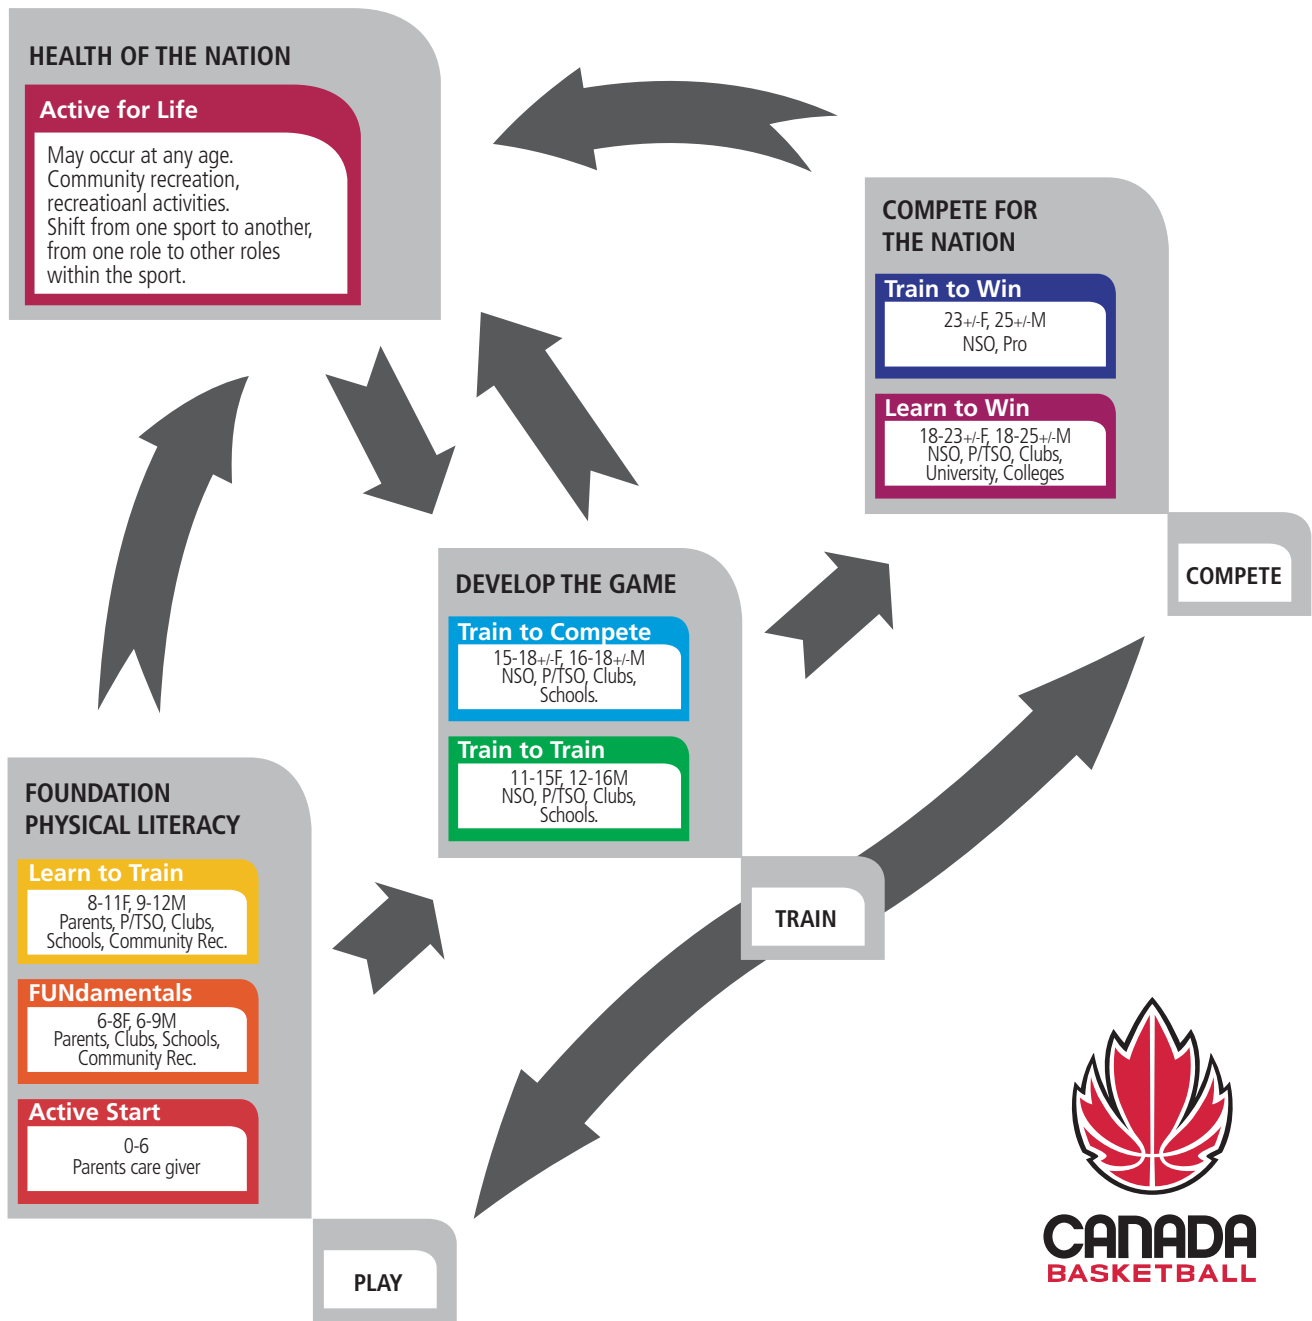 HEALTH OF THE NATION
Active for Life
May occur at any age.
Community recreation,
recreatioanl activities.
Shift from one sport to another,
from one role to other roles
within the sport.
COMPETE FOR
THE NATION
Train to Win
23+/-F, 25+/-M
NSO, Pro
Learn to Win
18-23+/-F, 18-25+/-M
NSO, P/TSO, Clubs,
University, Colleges
COMPETE
DEVELOP THE GAME
Train to Compete
15-18+/-F, 16-18+/-M
NSO, P/TSO, Clubs,
Schools.
Train to Train
11-15F, 12-16M
NSO, P/TSO, Clubs,
Schools.
TRAIN
FOUNDATION
PHYSICAL LITERACY
Learn to Train
8-11F, 9-12M
Parents, P/TSO, Clubs,
Schools, Community Rec.
FUNdamentals
6-8F, 6-9M
Parents, Clubs, Schools,
Community Rec.
Active Start
0-6
Parents care giver
PLAY
CANADA
BASKETBALL